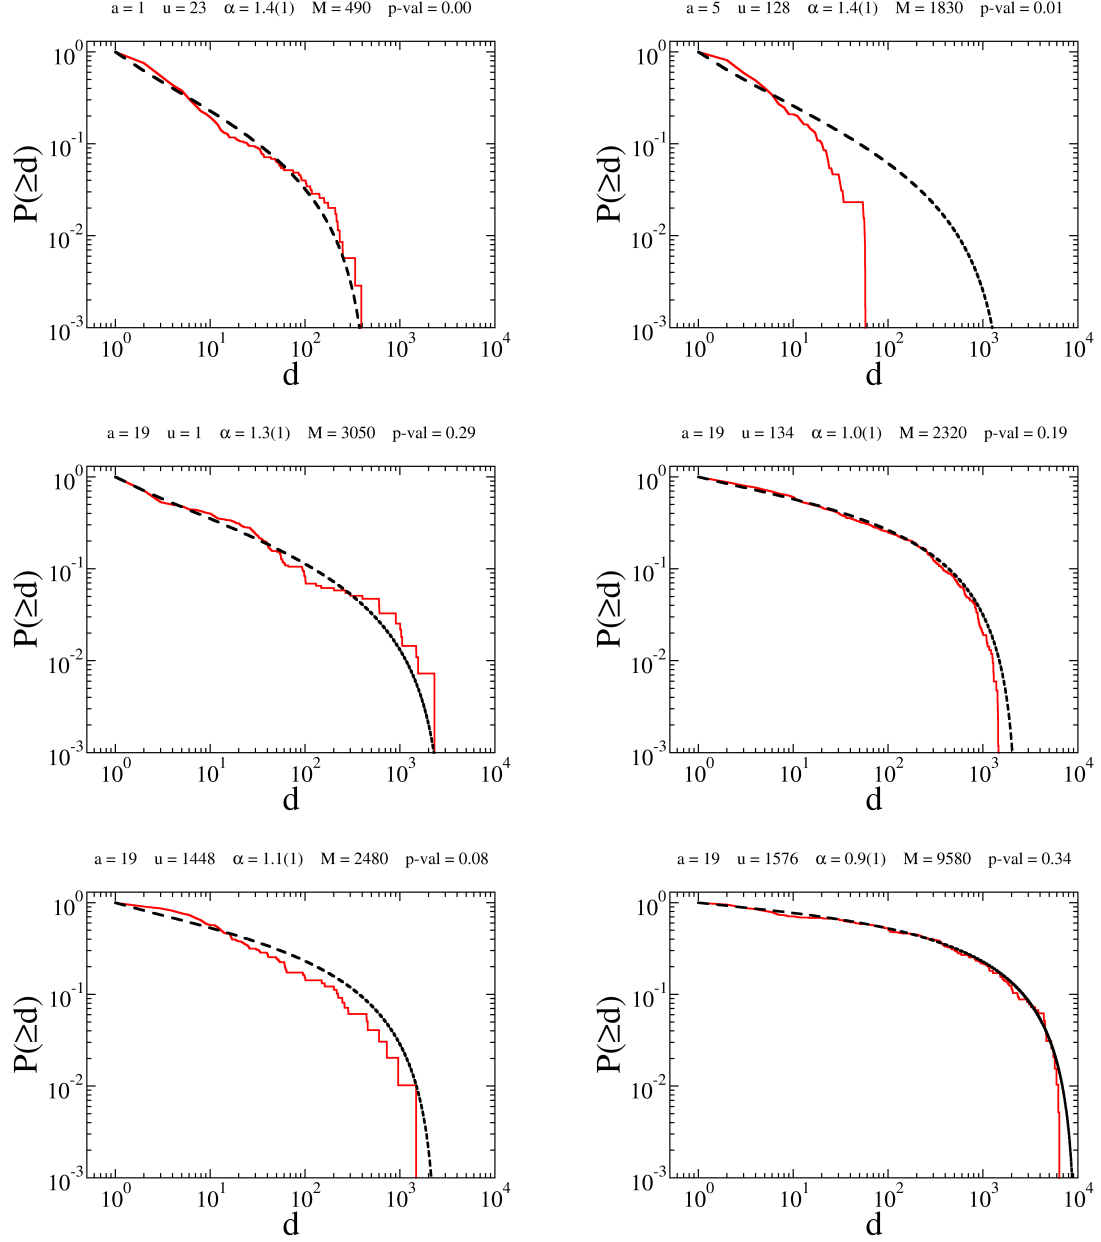 a = 1 u = 23 α = 1.4(1) M = 490 p-val = 0.00
10^0
10^-1
10^-2
10^-3
P(≥d)
10^0 10^1 10^2 10^3 10^4
d
a = 5 u = 128 α = 1.4(1) M = 1830 p-val = 0.01
10^0
10^-1
10^-2
10^-3
P(≥d)
10^0 10^1 10^2 10^3 10^4
d
a = 19 u = 1 α = 1.3(1) M = 3050 p-val = 0.29
10^0
10^-1
10^-2
10^-3
P(≥d)
10^0 10^1 10^2 10^3 10^4
d
a = 19 u = 134 α = 1.0(1) M = 2320 p-val = 0.19
10^0
10^-1
10^-2
10^-3
P(≥d)
10^0 10^1 10^2 10^3 10^4
d
a = 19 u = 1448 α = 1.1(1) M = 2480 p-val = 0.08
10^0
10^-1
10^-2
10^-3
P(≥d)
10^0 10^1 10^2 10^3 10^4
d
a = 19 u = 1576 α = 0.9(1) M = 9580 p-val = 0.34
10^0
10^-1
10^-2
10^-3
P(≥d)
10^0 10^1 10^2 10^3 10^4
d